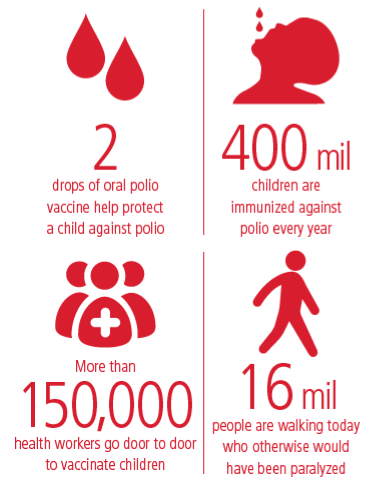 2
drops of oral polio
vaccine help protect
a child against polio
400 mil
children are
immunized against
polio every year
More than
150,000
health workers go door to door
to vaccinate children
16 mil
people are walking today
who otherwise would
have been paralyzed